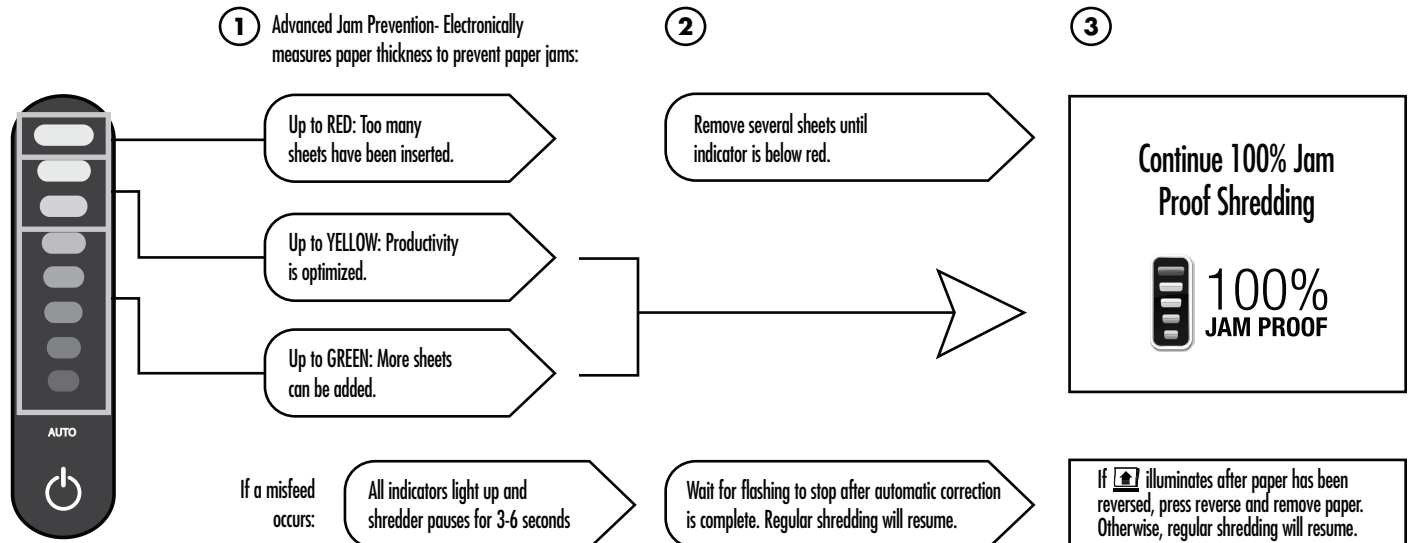 1 Advanced Jam Prevention- Electronically
measures paper thickness to prevent paper jams:
2
3
Up to RED: Too many
sheets have been inserted.
Remove several sheets until
indicator is below red.
Up to YELLOW: Productivity
is optimized.
Up to GREEN: More sheets
can be added.
Continue 100% Jam
Proof Shredding
100%
JAM PROOF
AUTO
If a misfeed
occurs:
All indicators light up and
shredder pauses for 3-6 seconds
Wait for flashing to stop after automatic correction
is complete. Regular shredding will resume.
If illuminates after paper has been
reversed, press reverse and remove paper.
Otherwise, regular shredding will resume.